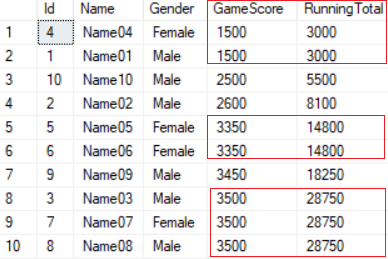 Id Name Gender GameScore RunningTotal
1 4 Name04 Female 1500 3000
2 1 Name01 Male 1500 3000
3 10 Name10 Male 2500 5500
4 2 Name02 Male 2600 8100
5 5 Name05 Female 3350 14800
6 6 Name06 Female 3350 14800
7 9 Name09 Male 3450 18250
8 3 Name03 Male 3500 28750
9 7 Name07 Female 3500 28750
10 8 Name08 Male 3500 28750